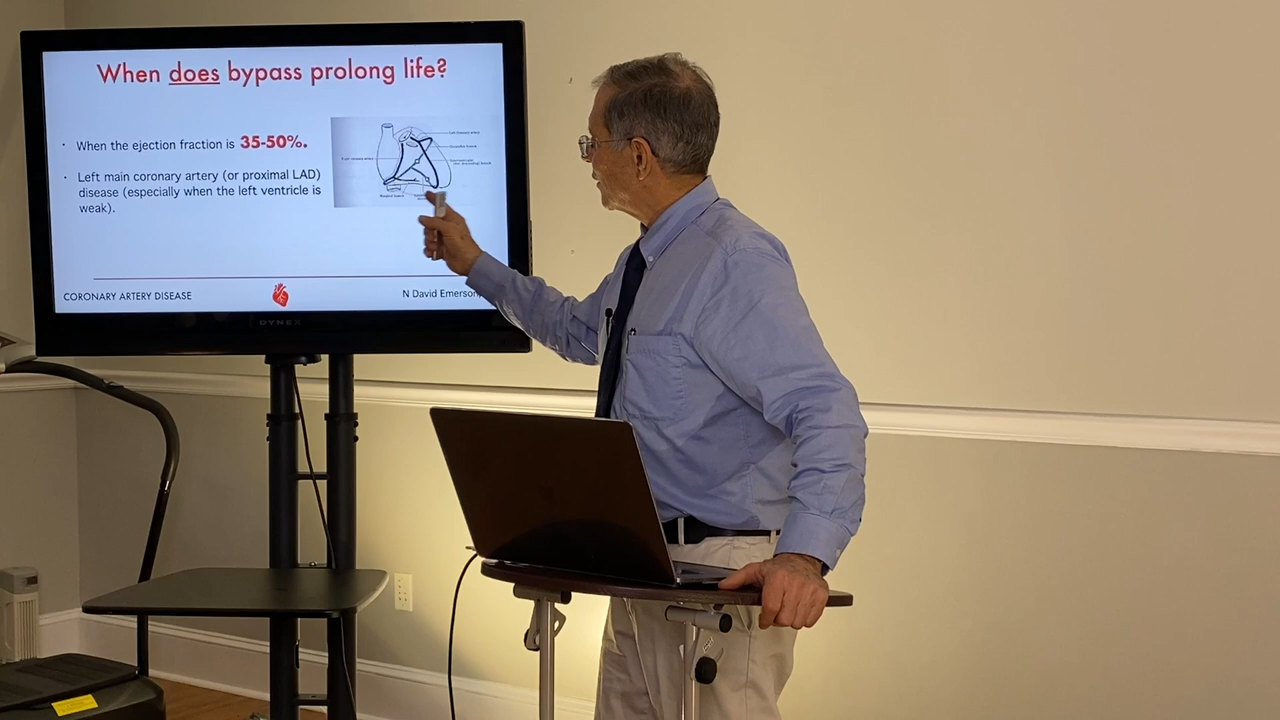 When does bypass prolong life?
· When the ejection fraction is 35-50%.
· Left main coronary artery (or proximal LAD)
disease (especially when the left ventricle is
weak).
CORONARY ARTERY DISEASE
N David Emerson,
DYNEX